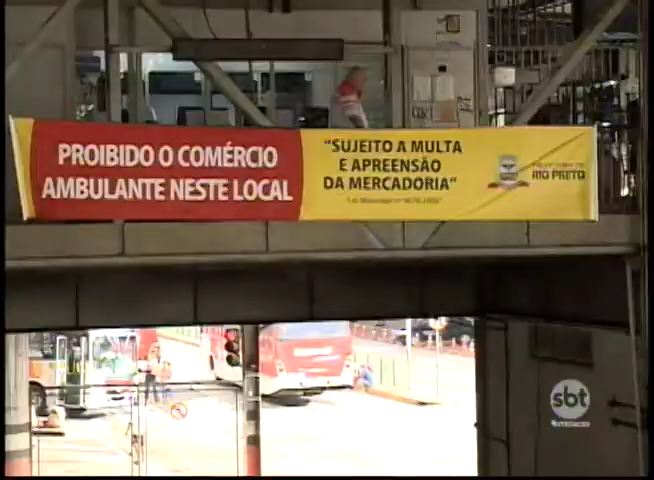 PROIBIDO O COMÉRCIO
AMBULANTE NESTE LOCAL
"SUJEITO A MULTA
E APREENSÃO
DA MERCADORIA"
RIO PRETO
sbt